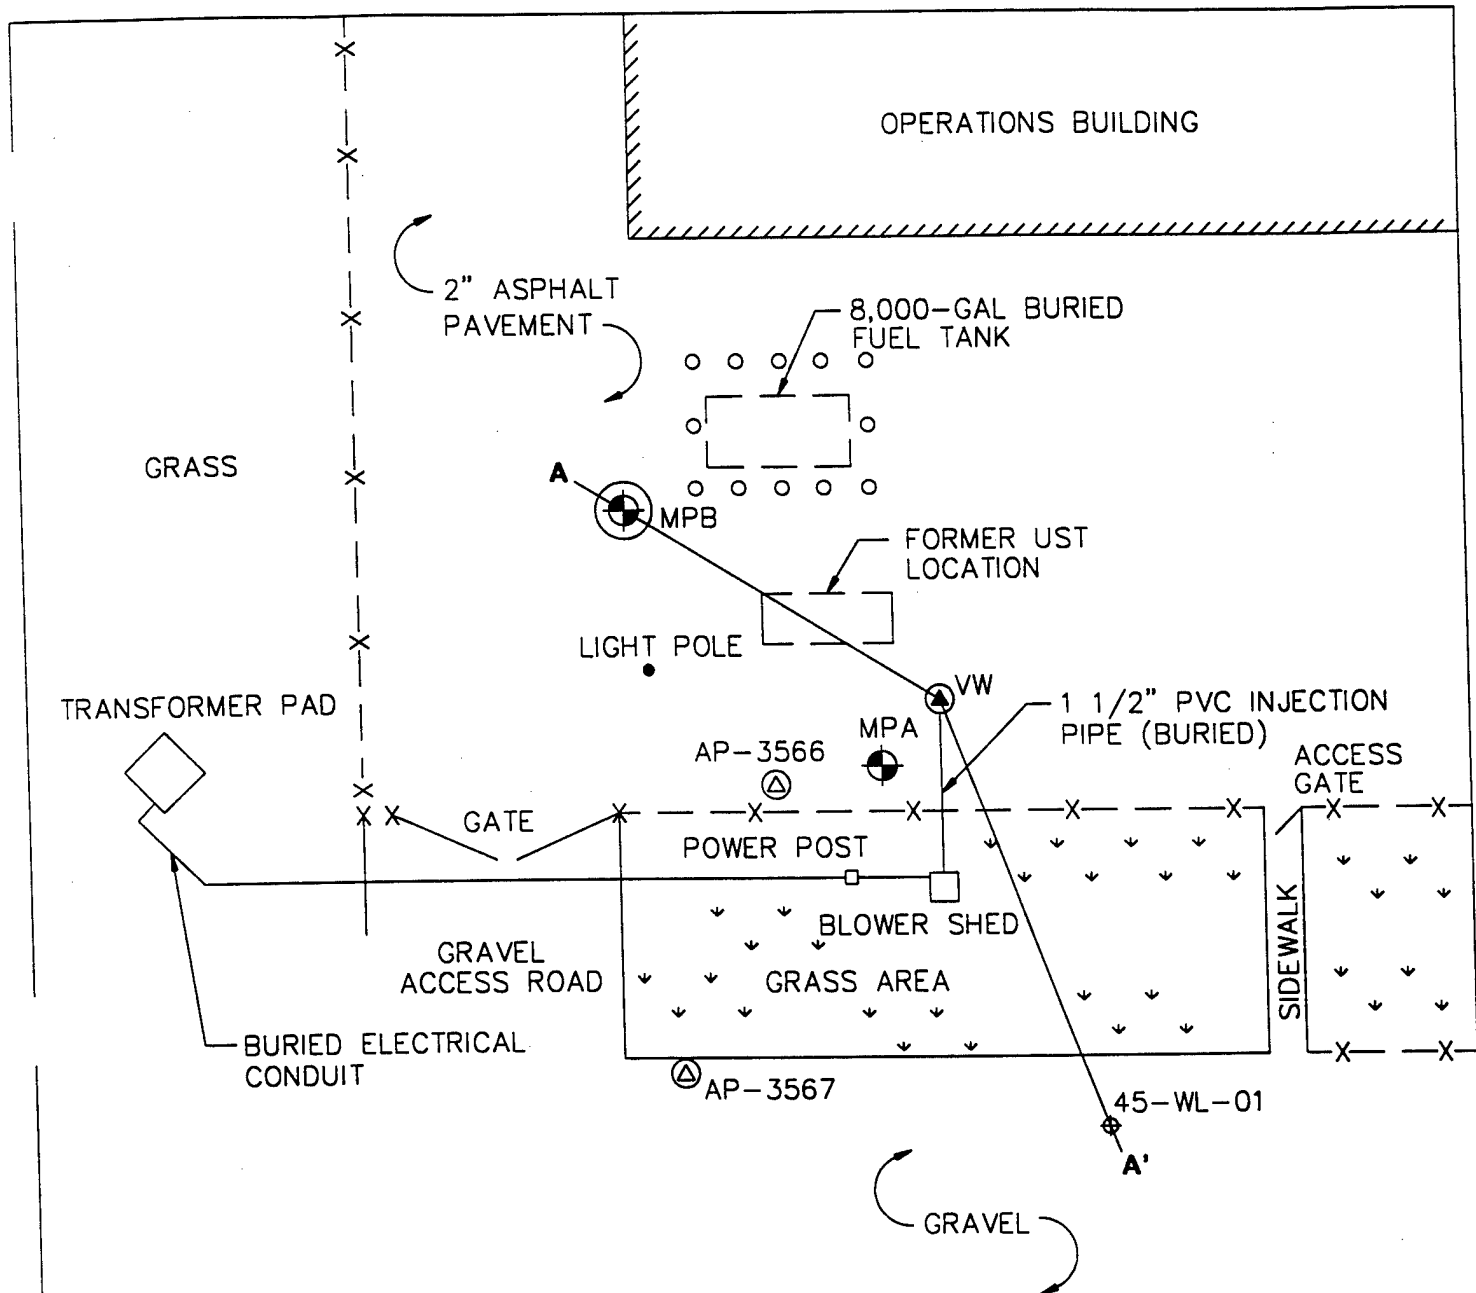 OPERATIONS BUILDING
2" ASPHALT
PAVEMENT
8,000-GAL BURIED
FUEL TANK
GRASS
A
MPB
FORMER UST
LOCATION
LIGHT POLE
VW
TRANSFORMER PAD
1 1/2" PVC INJECTION
PIPE (BURIED)
MPA
AP-3566
ACCESS
GATE
GATE
POWER POST
BLOWER SHED
GRAVEL
ACCESS ROAD
GRASS AREA
SIDEWALK
BURIED ELECTRICAL
CONDUIT
AP-3567
45-WL-01
A'
GRAVEL